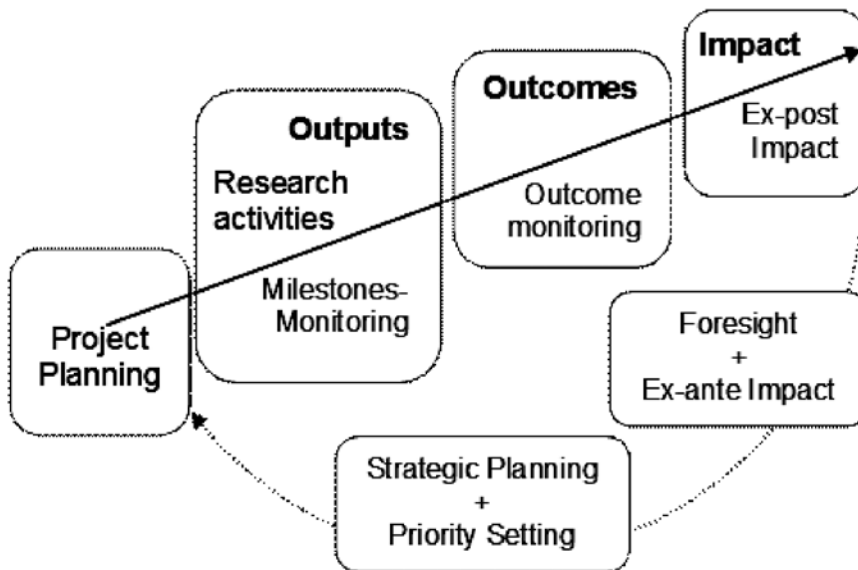 Impact
Ex-post
Impact
Outcomes
Outcome
monitoring
Outputs
Research
activities
Milestones-
Monitoring
Project
Planning
Foresight
+
Ex-ante Impact
Strategic Planning
+
Priority Setting